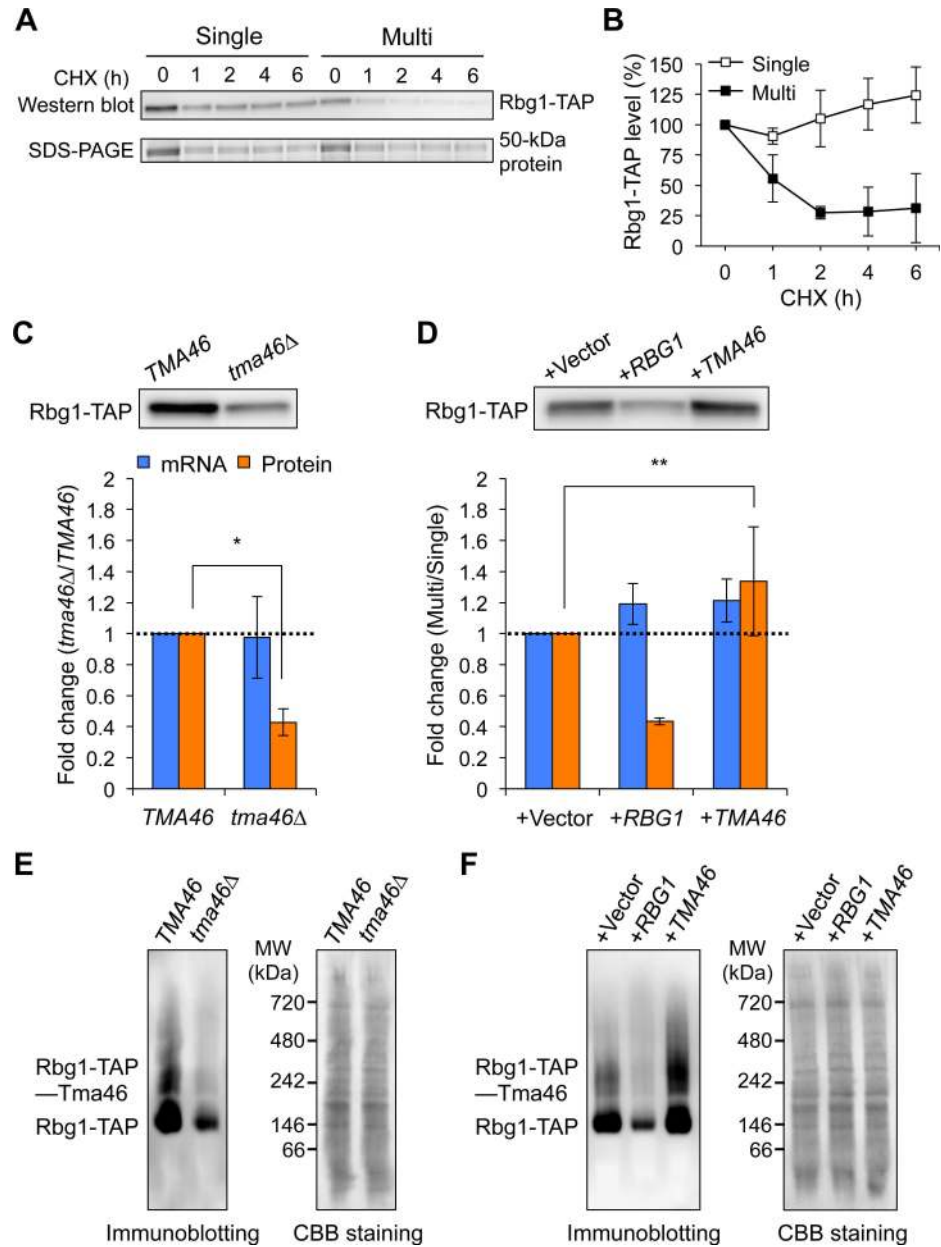 A
Single Multi
CHX (h) 0 1 2 4 6 0 1 2 4 6
Western blot Rbg1-TAP
SDS-PAGE 50-kDa protein
B
Rbg1-TAP level (%)
150
125
100
75
50
25
0
Single
Multi
0 1 2 4 6
CHX (h)
C
TMA46 tma46Δ
Rbg1-TAP
mRNA Protein
Fold change (tma46Δ/TMA46)
2
1.8
1.6
1.4
1.2
1
0.8
0.6
0.4
0.2
0
*
TMA46 tma46Δ
D
+Vector +RBG1 +TMA46
Rbg1-TAP
Fold change (Multi/Single)
2
1.8
1.6
1.4
1.2
1
0.8
0.6
0.4
0.2
0
**
+Vector +RBG1 +TMA46
E
TMA46 tma46Δ
Rbg1-TAP
—Tma46
Rbg1-TAP
Immunoblotting
TMA46 tma46Δ
MW
(kDa)
720
480
242
146
66
CBB staining
F
+Vector +RBG1 +TMA46
Rbg1-TAP
—Tma46
Rbg1-TAP
Immunoblotting
+Vector +RBG1 +TMA46
MW
(kDa)
720
480
242
146
66
CBB staining